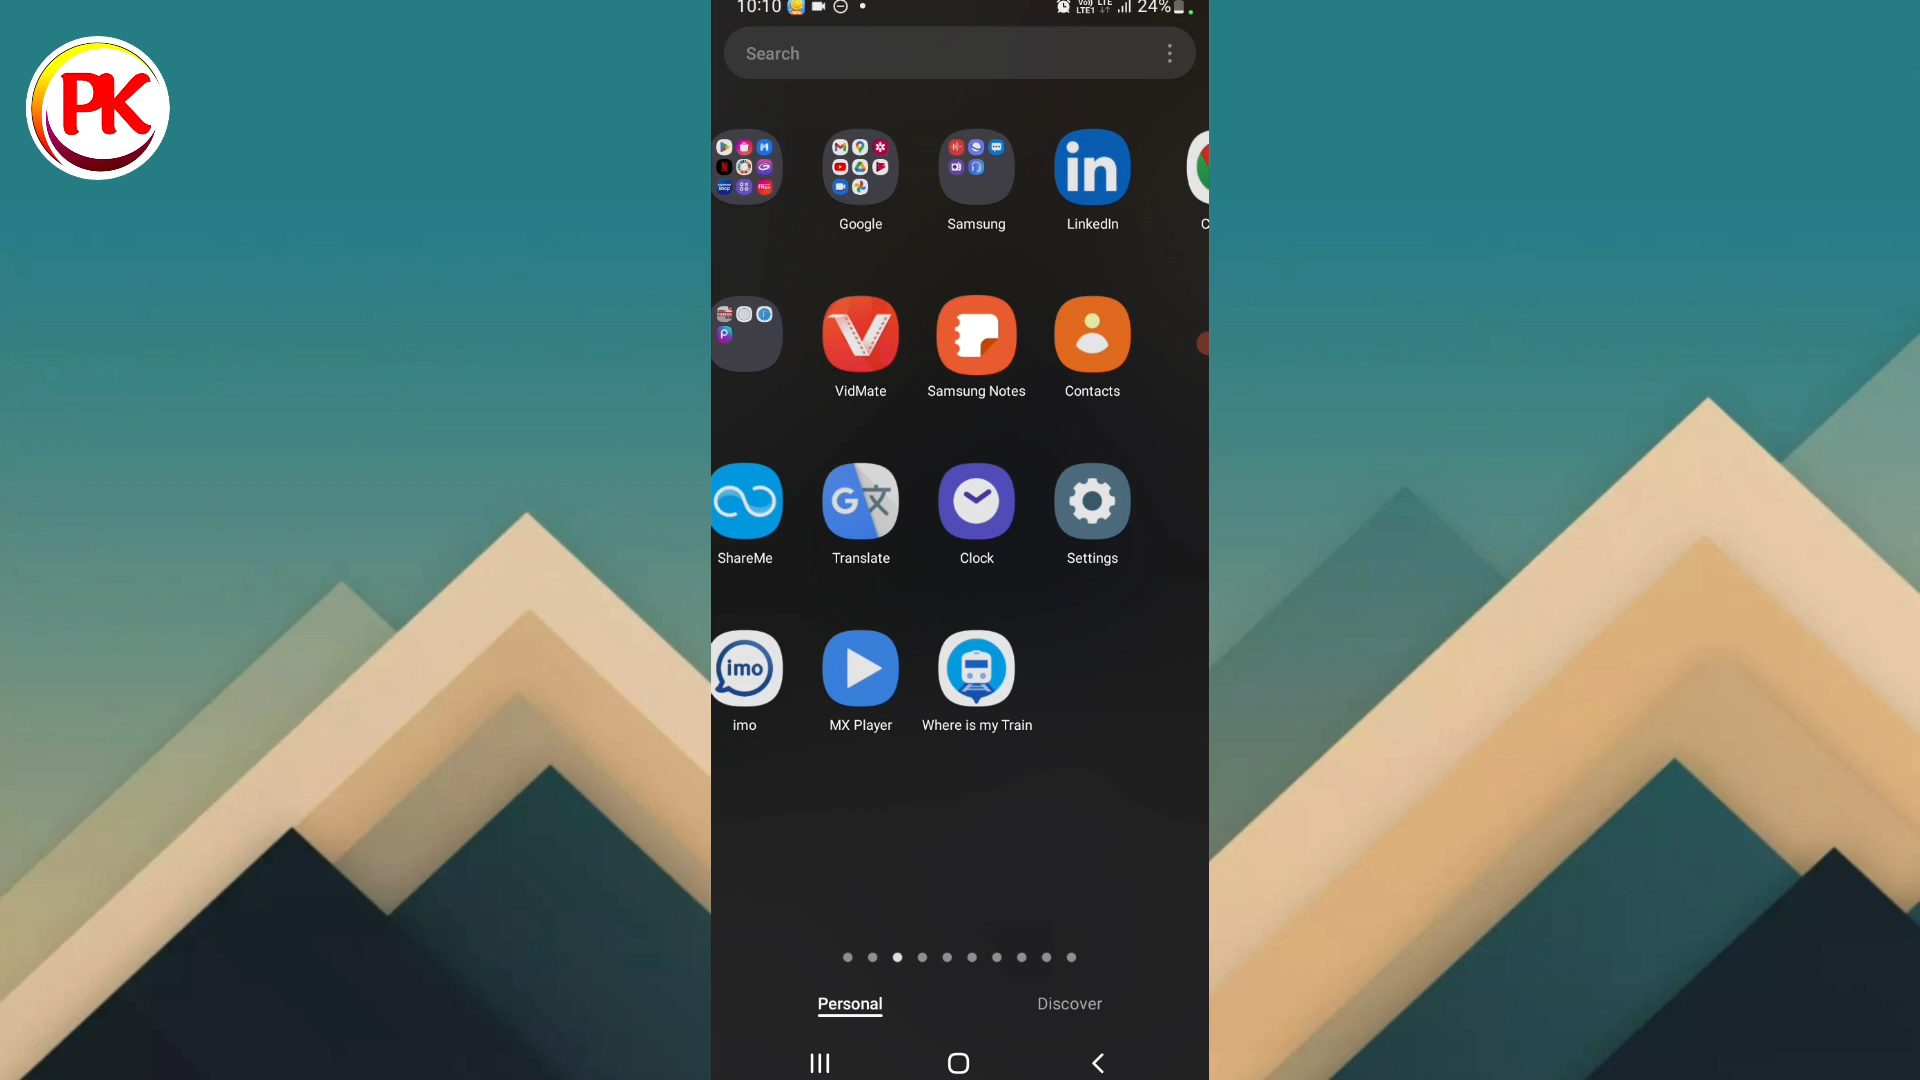 PK
10:10
24%
Search
Google
Samsung
LinkedIn
C
VidMate
Samsung Notes
Contacts
ShareMe
Translate
Clock
Settings
imo
imo
MX Player
Where is my Train
Personal
Discover